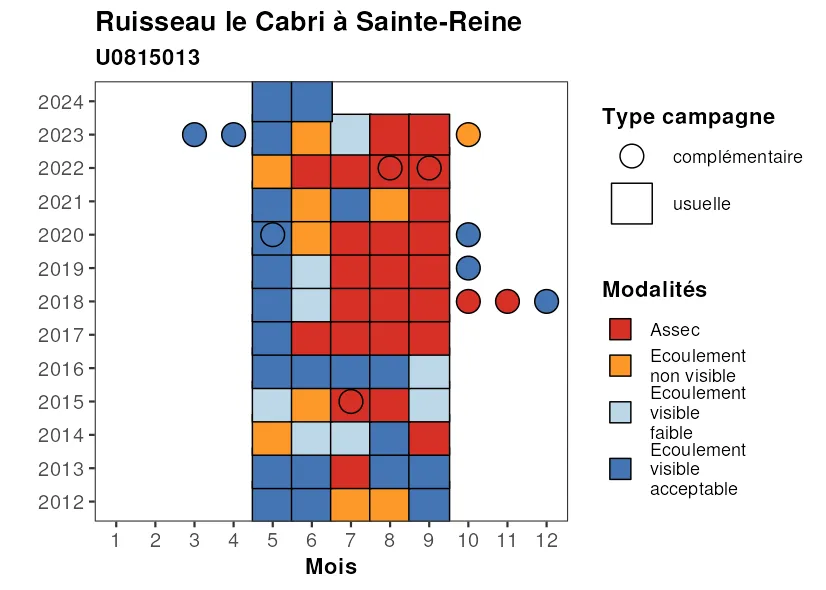 Ruisseau le Cabri à Sainte-Reine
U0815013
2024
2023
2022
2021
2020
2019
2018
2017
2016
2015
2014
2013
2012
1 2 3 4 5 6 7 8 9 10 11 12
Mois
Type campagne
complémentaire
usuelle
Modalités
Assec
Ecoulement
non visible
Ecoulement
visible
faible
Ecoulement
visible
acceptable